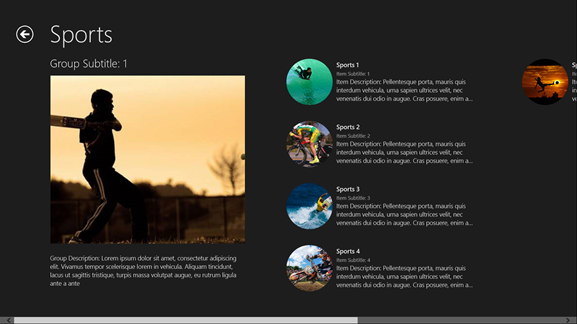 Sports
Group Subtitle: 1
Group Description: Lorem ipsum dolor sit amet, consectetur adipiscing
elit. Vivamus tempor scelerisque lorem in vehicula. Aliquam tincidunt,
lacus ut sagittis tristique, turpis massa volutpat augue, eu rutrum ligula
ante a ante
Sports 1
Item Subtitle: 1
Item Description: Pellentesque porta, mauris quis
interdum vehicula, urna sapien ultrices velit, nec
venenatis dui odio in augue. Cras posuere, enim a...
Sports 2
Item Subtitle: 2
Item Description: Pellentesque porta, mauris quis
interdum vehicula, urna sapien ultrices velit, nec
venenatis dui odio in augue. Cras posuere, enim a...
Sports 3
Item Subtitle: 3
Item Description: Pellentesque porta, mauris quis
interdum vehicula, urna sapien ultrices velit, nec
venenatis dui odio in augue. Cras posuere, enim a...
Sports 4
Item Subtitle: 4
Item Description: Pellentesque porta, mauris quis
interdum vehicula, urna sapien ultrices velit, nec
venenatis dui odio in augue. Cras posuere, enim a...